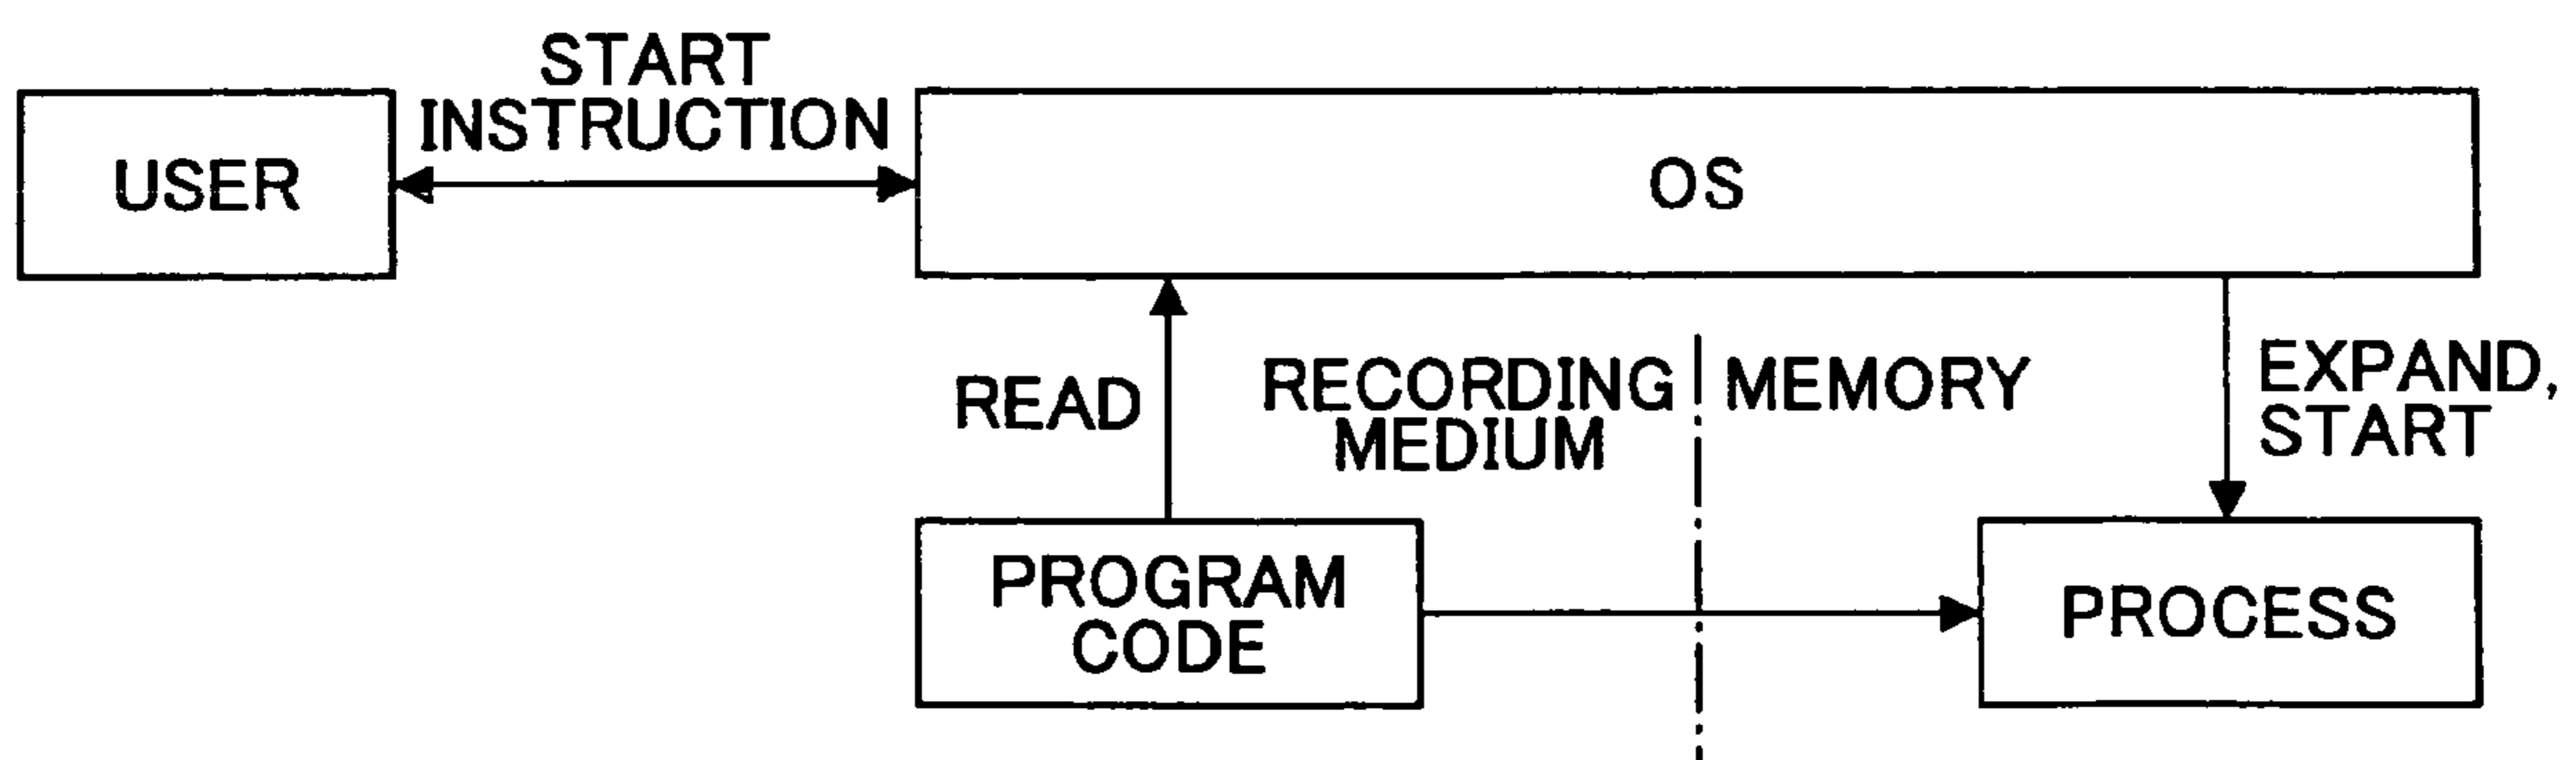 START
INSTRUCTION
USER
OS
READ
RECORDING
MEDIUM
MEMORY
EXPAND,
START
PROGRAM
CODE
PROCESS